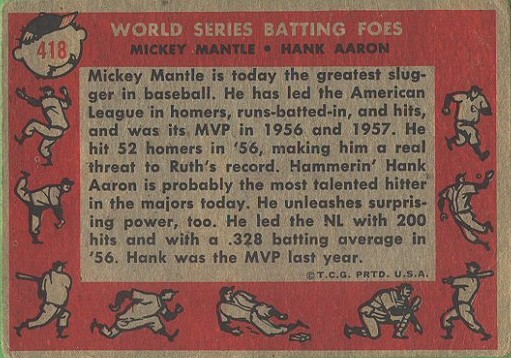 418
WORLD SERIES BATTING FOES
MICKEY MANTLE • HANK AARON
Mickey Mantle is today the greatest slug-
ger in baseball. He has led the American
League in homers, runs-batted-in, and hits,
and was its MVP in 1956 and 1957. He
hit 52 homers in '56, making him a real
threat to Ruth's record. Hammerin' Hank
Aaron is probably the most talented hitter
in the majors today. He unleashes surpris-
ing power, too. He led the NL with 200
hits and with a .328 batting average in
'56. Hank was the MVP last year.
©T.C.G. PRTD. U.S.A.